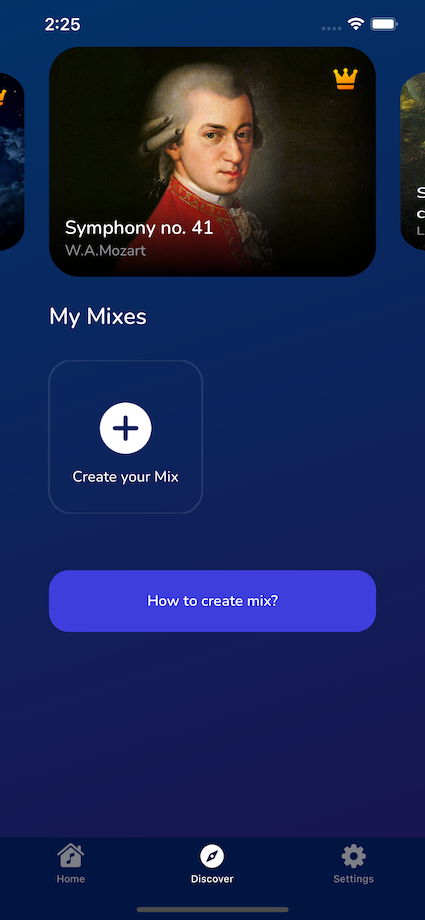 2:25
Symphony no. 41
W.A.Mozart
My Mixes
Create your Mix
How to create mix?
Home
Discover
Settings